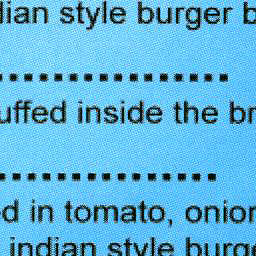 dian style burger b
................
uffed inside the br
...............
d in tomato, onion
indian style burge